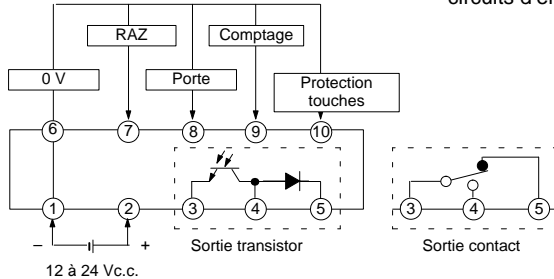 circuits d'e
RAZ
Comptage
0 V
Porte
Protection
touches
6 7 8 9 10
1 2 3 4 5 3 4 5
– +
Sortie transistor Sortie contact
12 à 24 Vc.c.